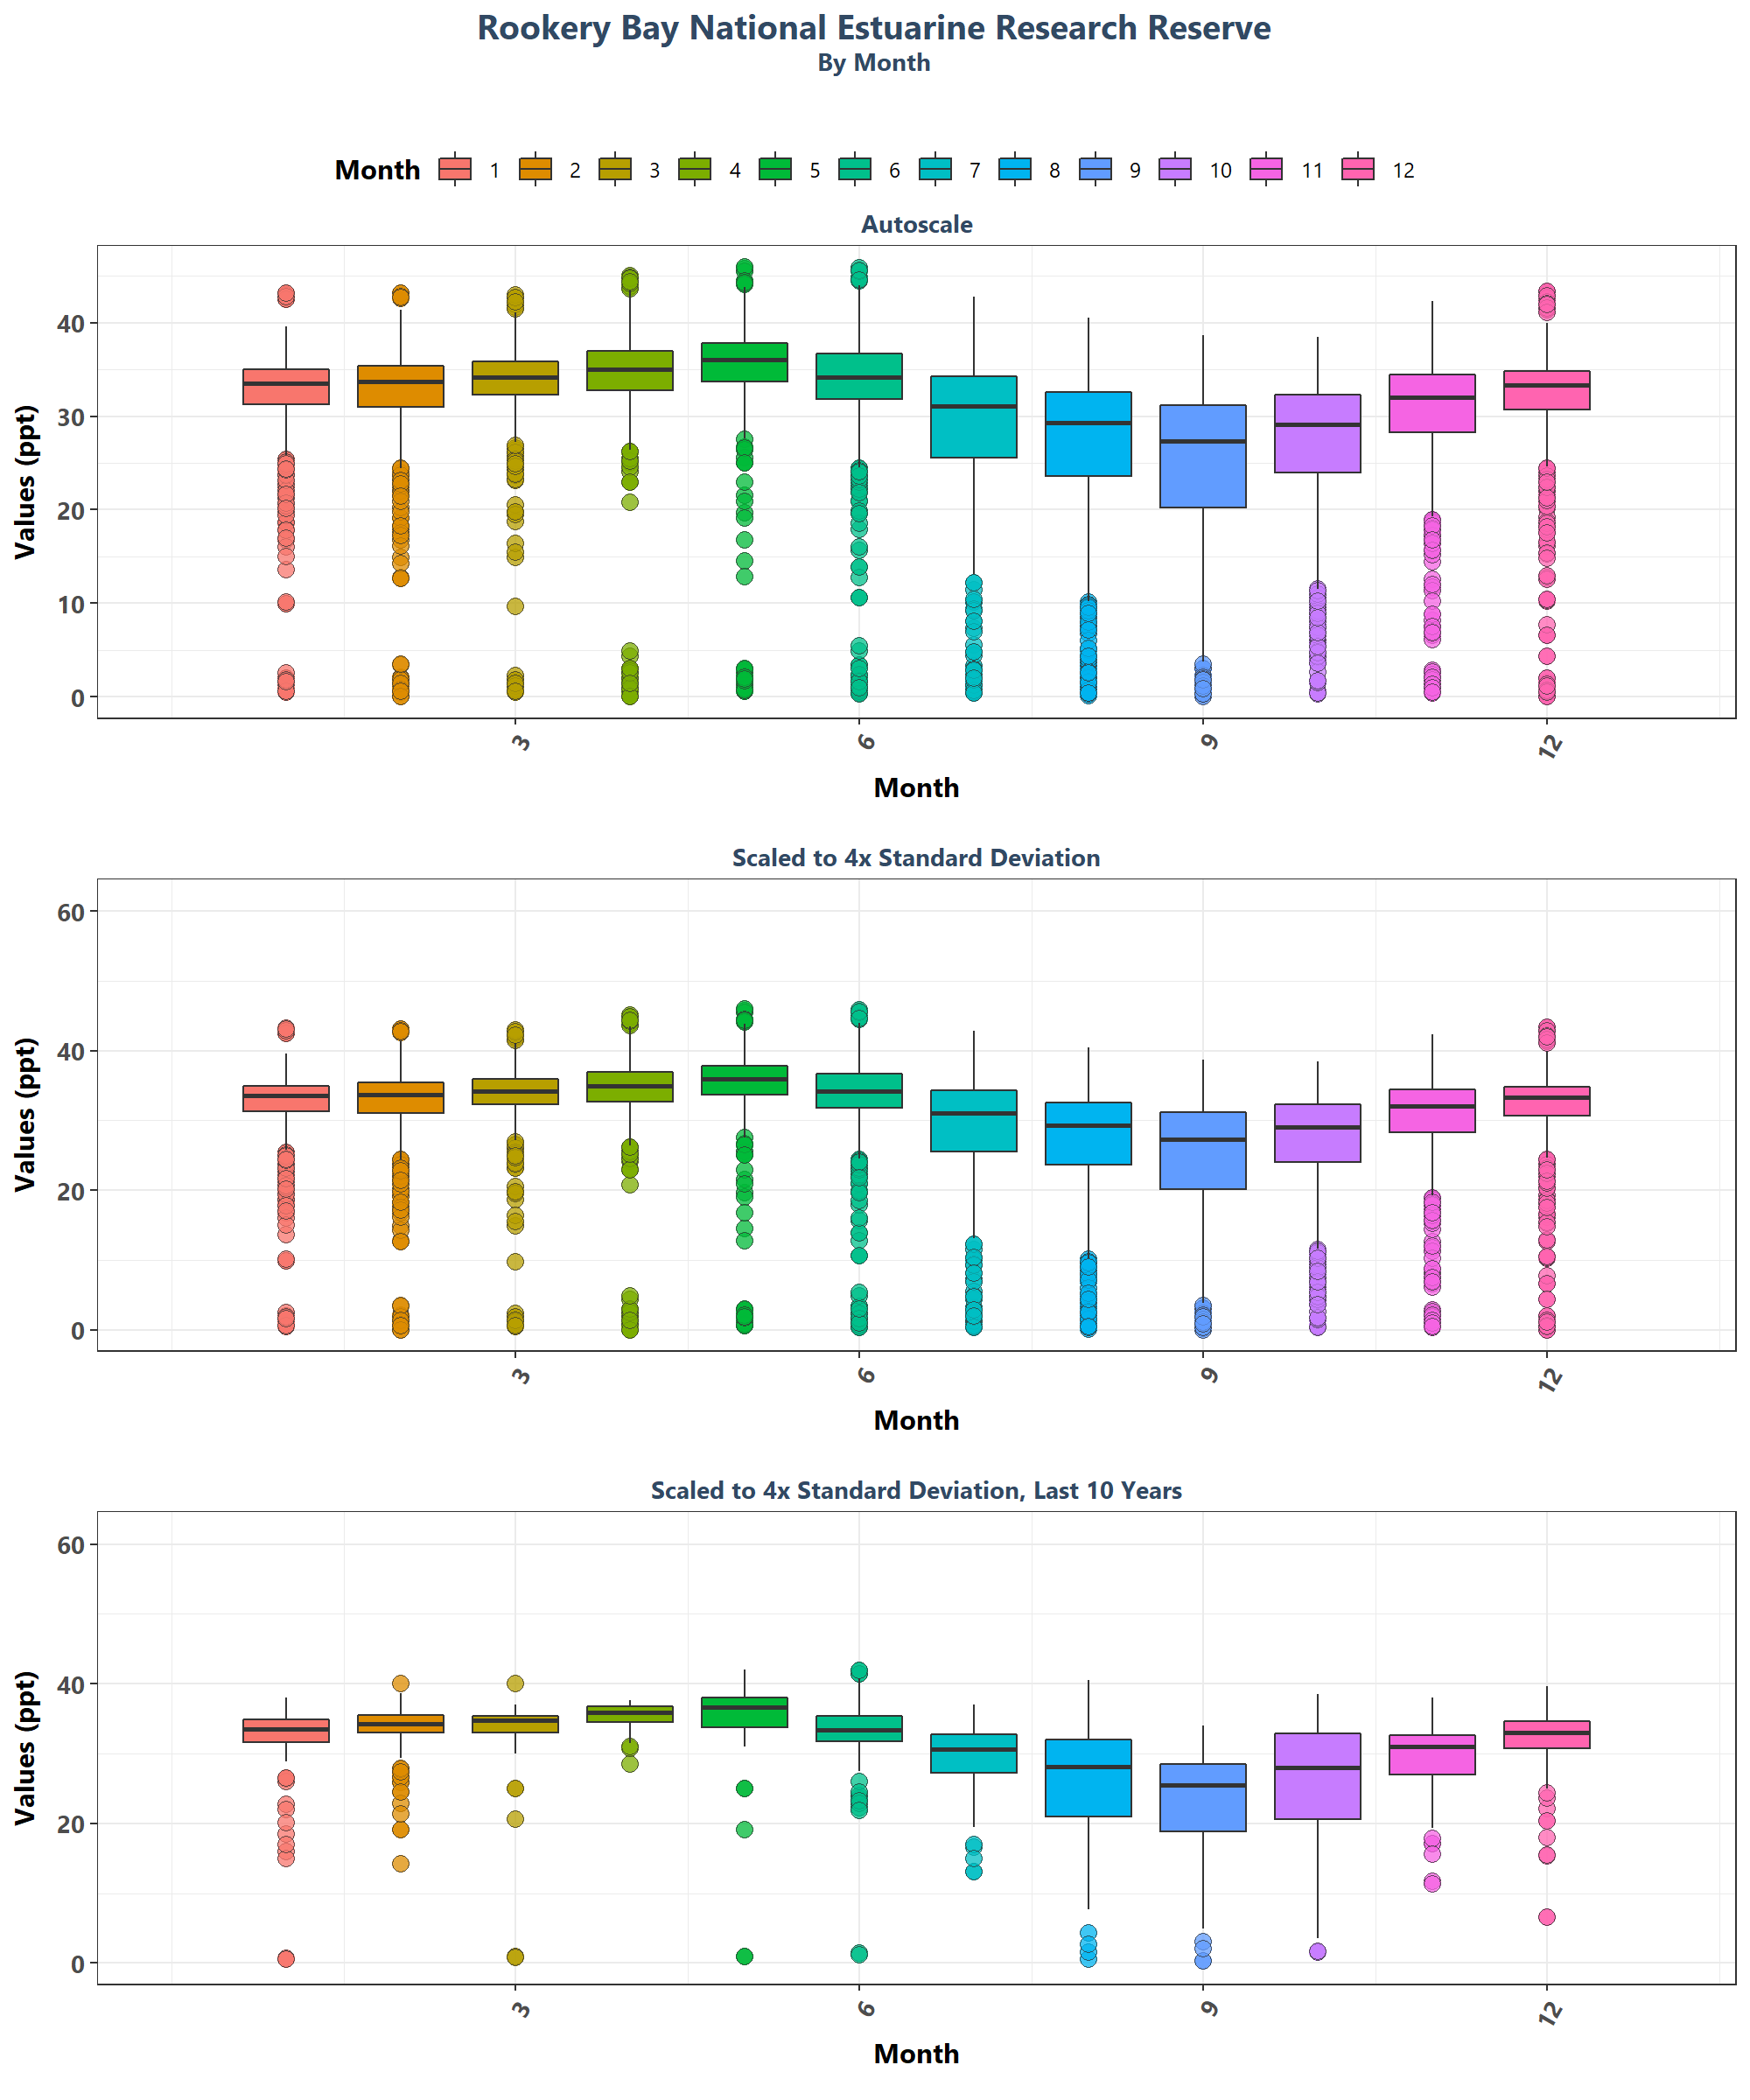 Rookery Bay National Estuarine Research Reserve
By Month
Month 1 2 3 4 5 6 7 8 9 10 11 12
Autoscale
Values (ppt)
40
30
20
10
0
3 6 9 12
Month
Scaled to 4x Standard Deviation
Values (ppt)
60
40
20
0
3 6 9 12
Month
Scaled to 4x Standard Deviation, Last 10 Years
Values (ppt)
60
40
20
0
3 6 9 12
Month